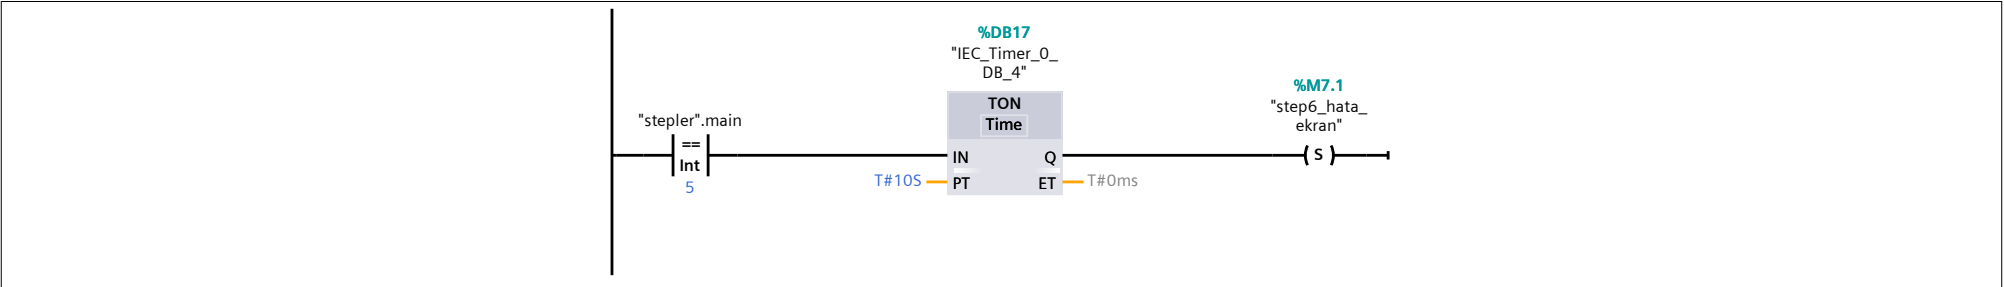 %DB17
"IEC_Timer_0_
DB_4"
%M7.1
"step6_hata_
ekran"
"stepler".main
==
Int
5
TON
Time
IN
Q
S
T#10S
PT
ET
T#0ms